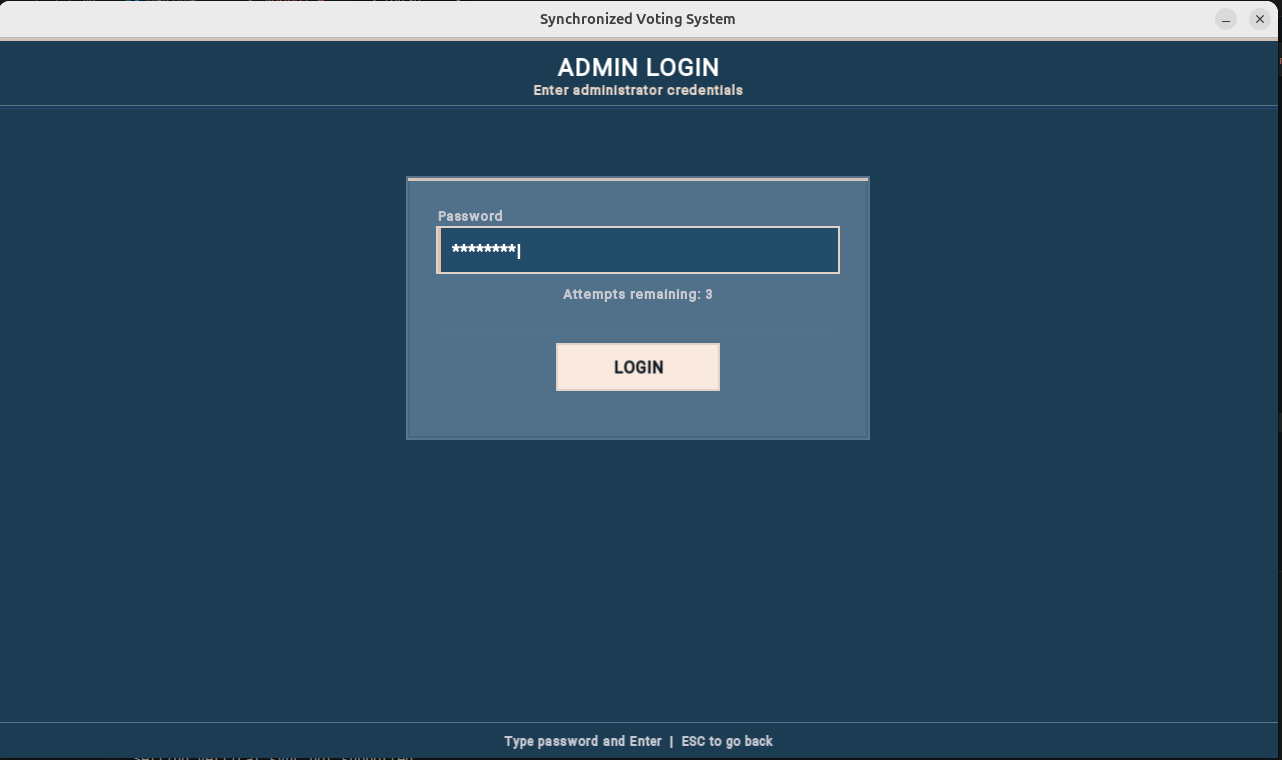 Synchronized Voting System
ADMIN LOGIN
Enter administrator credentials
Password
********|
Attempts remaining: 3
LOGIN
Type password and Enter | ESC to go back